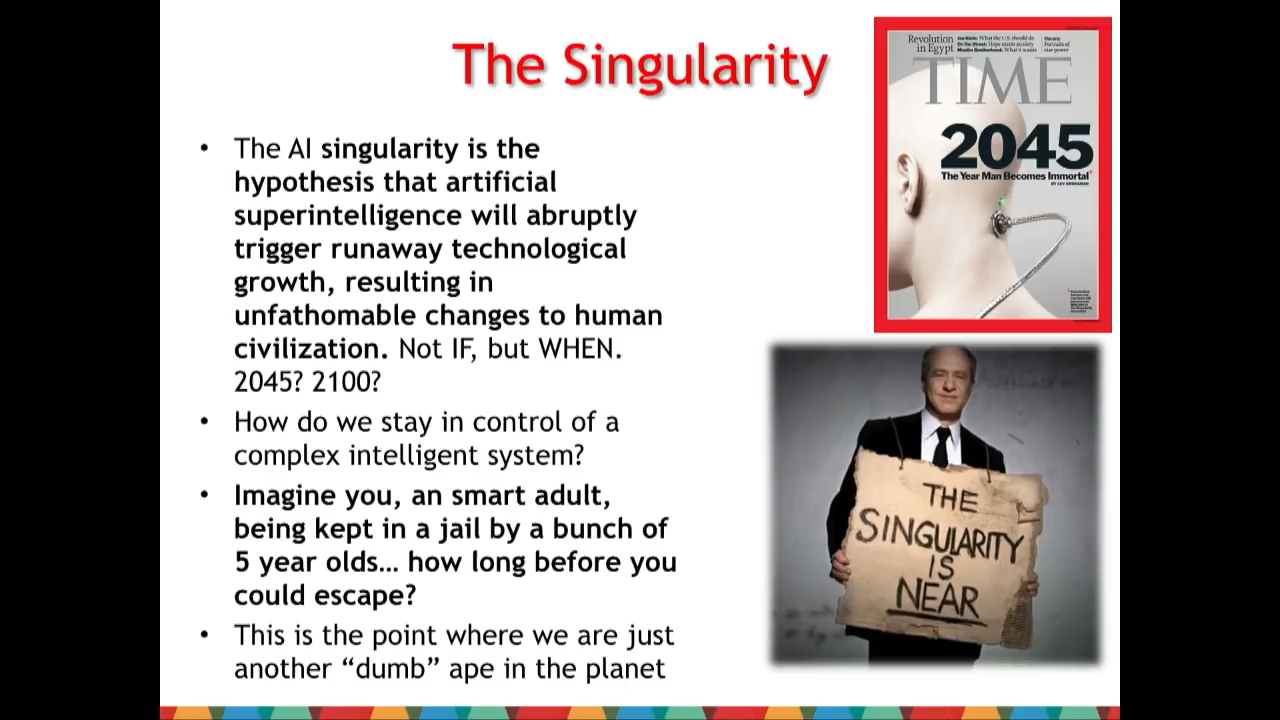 The Singularity
• The AI singularity is the
hypothesis that artificial
superintelligence will abruptly
trigger runaway technological
growth, resulting in
unfathomable changes to human
civilization. Not IF, but WHEN.
2045? 2100?
• How do we stay in control of a
complex intelligent system?
• Imagine you, an smart adult,
being kept in a jail by a bunch of
5 year olds… how long before you
could escape?
• This is the point where we are just
another “dumb” ape in the planet
Revolution
in Egypt
TIME
2045
The Year Man Becomes Immortal
THE
SINGULARITY
IS
NEAR